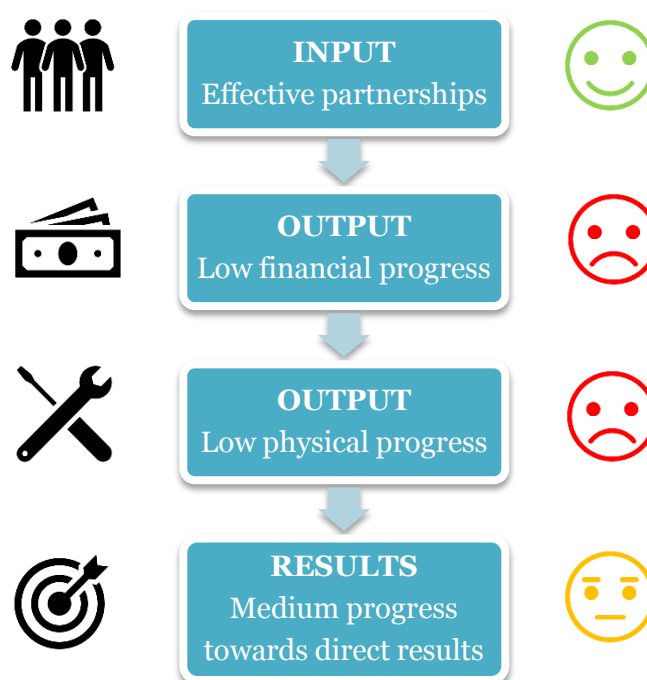 INPUT
Effective partnerships
OUTPUT
Low financial progress
OUTPUT
Low physical progress
RESULTS
Medium progress
towards direct results